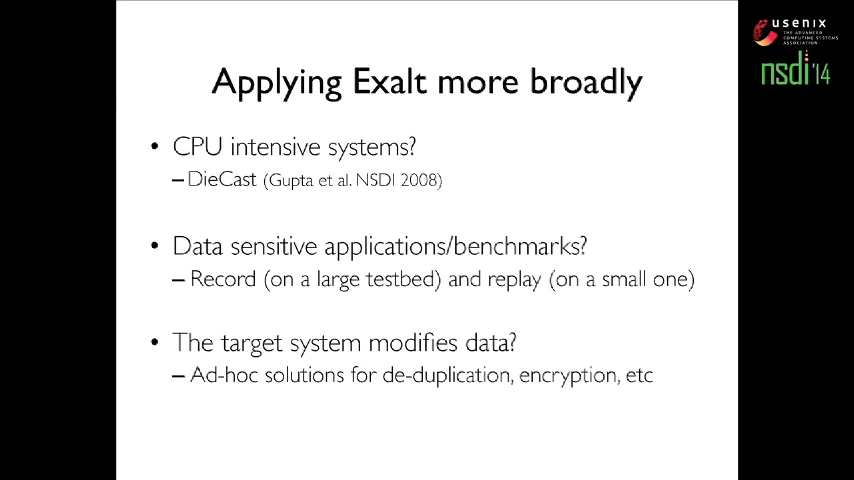 usenix
THE ADVANCED
COMPUTING SYSTEMS
ASSOCIATION
nsdi '14
Applying Exalt more broadly
• CPU intensive systems?
– DieCast (Gupta et al. NSDI 2008)
• Data sensitive applications/benchmarks?
– Record (on a large testbed) and replay (on a small one)
• The target system modifies data?
– Ad-hoc solutions for de-duplication, encryption, etc